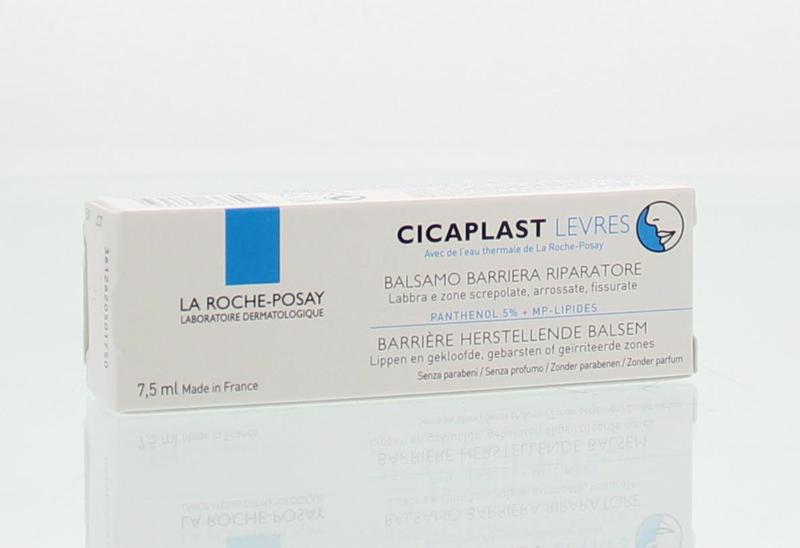 LA ROCHE-POSAY
LABORATOIRE DERMATOLOGIQUE
7,5 ml Made in France
CICAPLAST LEVRES
Avec de l'eau thermale de La Roche-Posay
BALSAMO BARRIERA RIPARATORE
Labbra e zone screpolate, arrossate, fissurate
PANTHENOL 5% + MP-LIPIDES
BARRIÈRE HERSTELLENDE BALSEM
Lippen en gekloofde, gebarsten of geïrriteerde zones
Senza parabeni / Senza profumo / Zonder parabenen / Zonder parfum